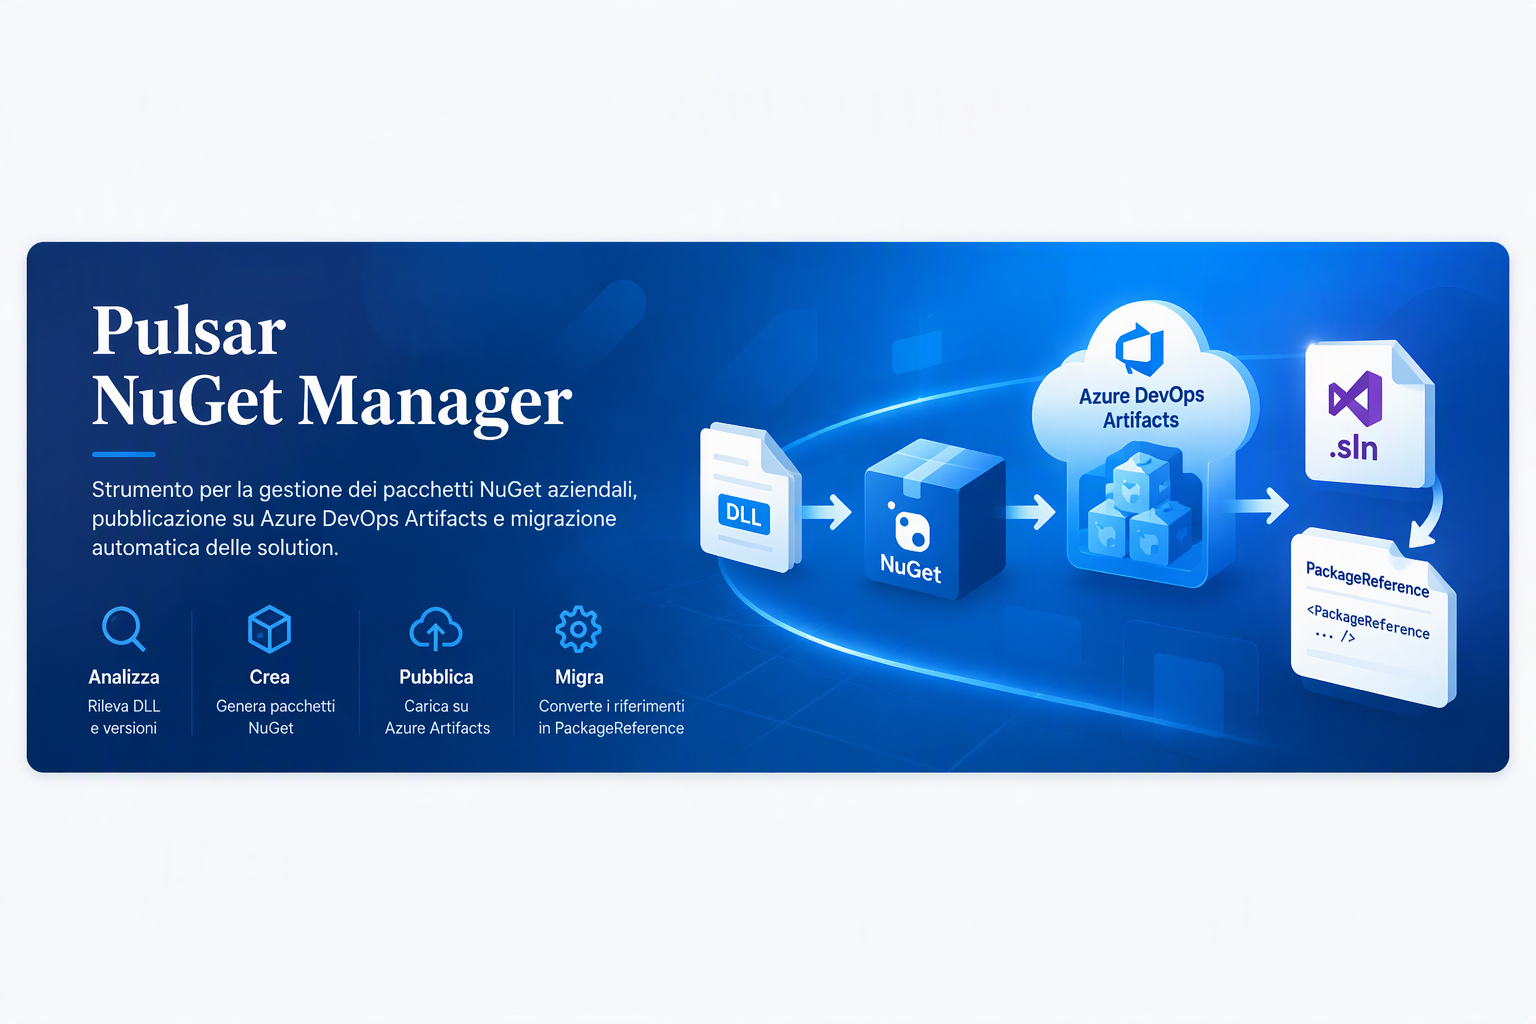 Pulsar
NuGet Manager
Strumento per la gestione dei pacchetti NuGet aziendali,
pubblicazione su Azure DevOps Artifacts e migrazione
automatica delle solution.
Analizza
Rileva DLL
e versioni
Crea
Genera pacchetti
NuGet
Pubblica
Carica su
Azure Artifacts
Migra
Converte i riferimenti
in PackageReference
DLL
NuGet
Azure DevOps
Artifacts
.sln
PackageReference
<PackageReference
... />